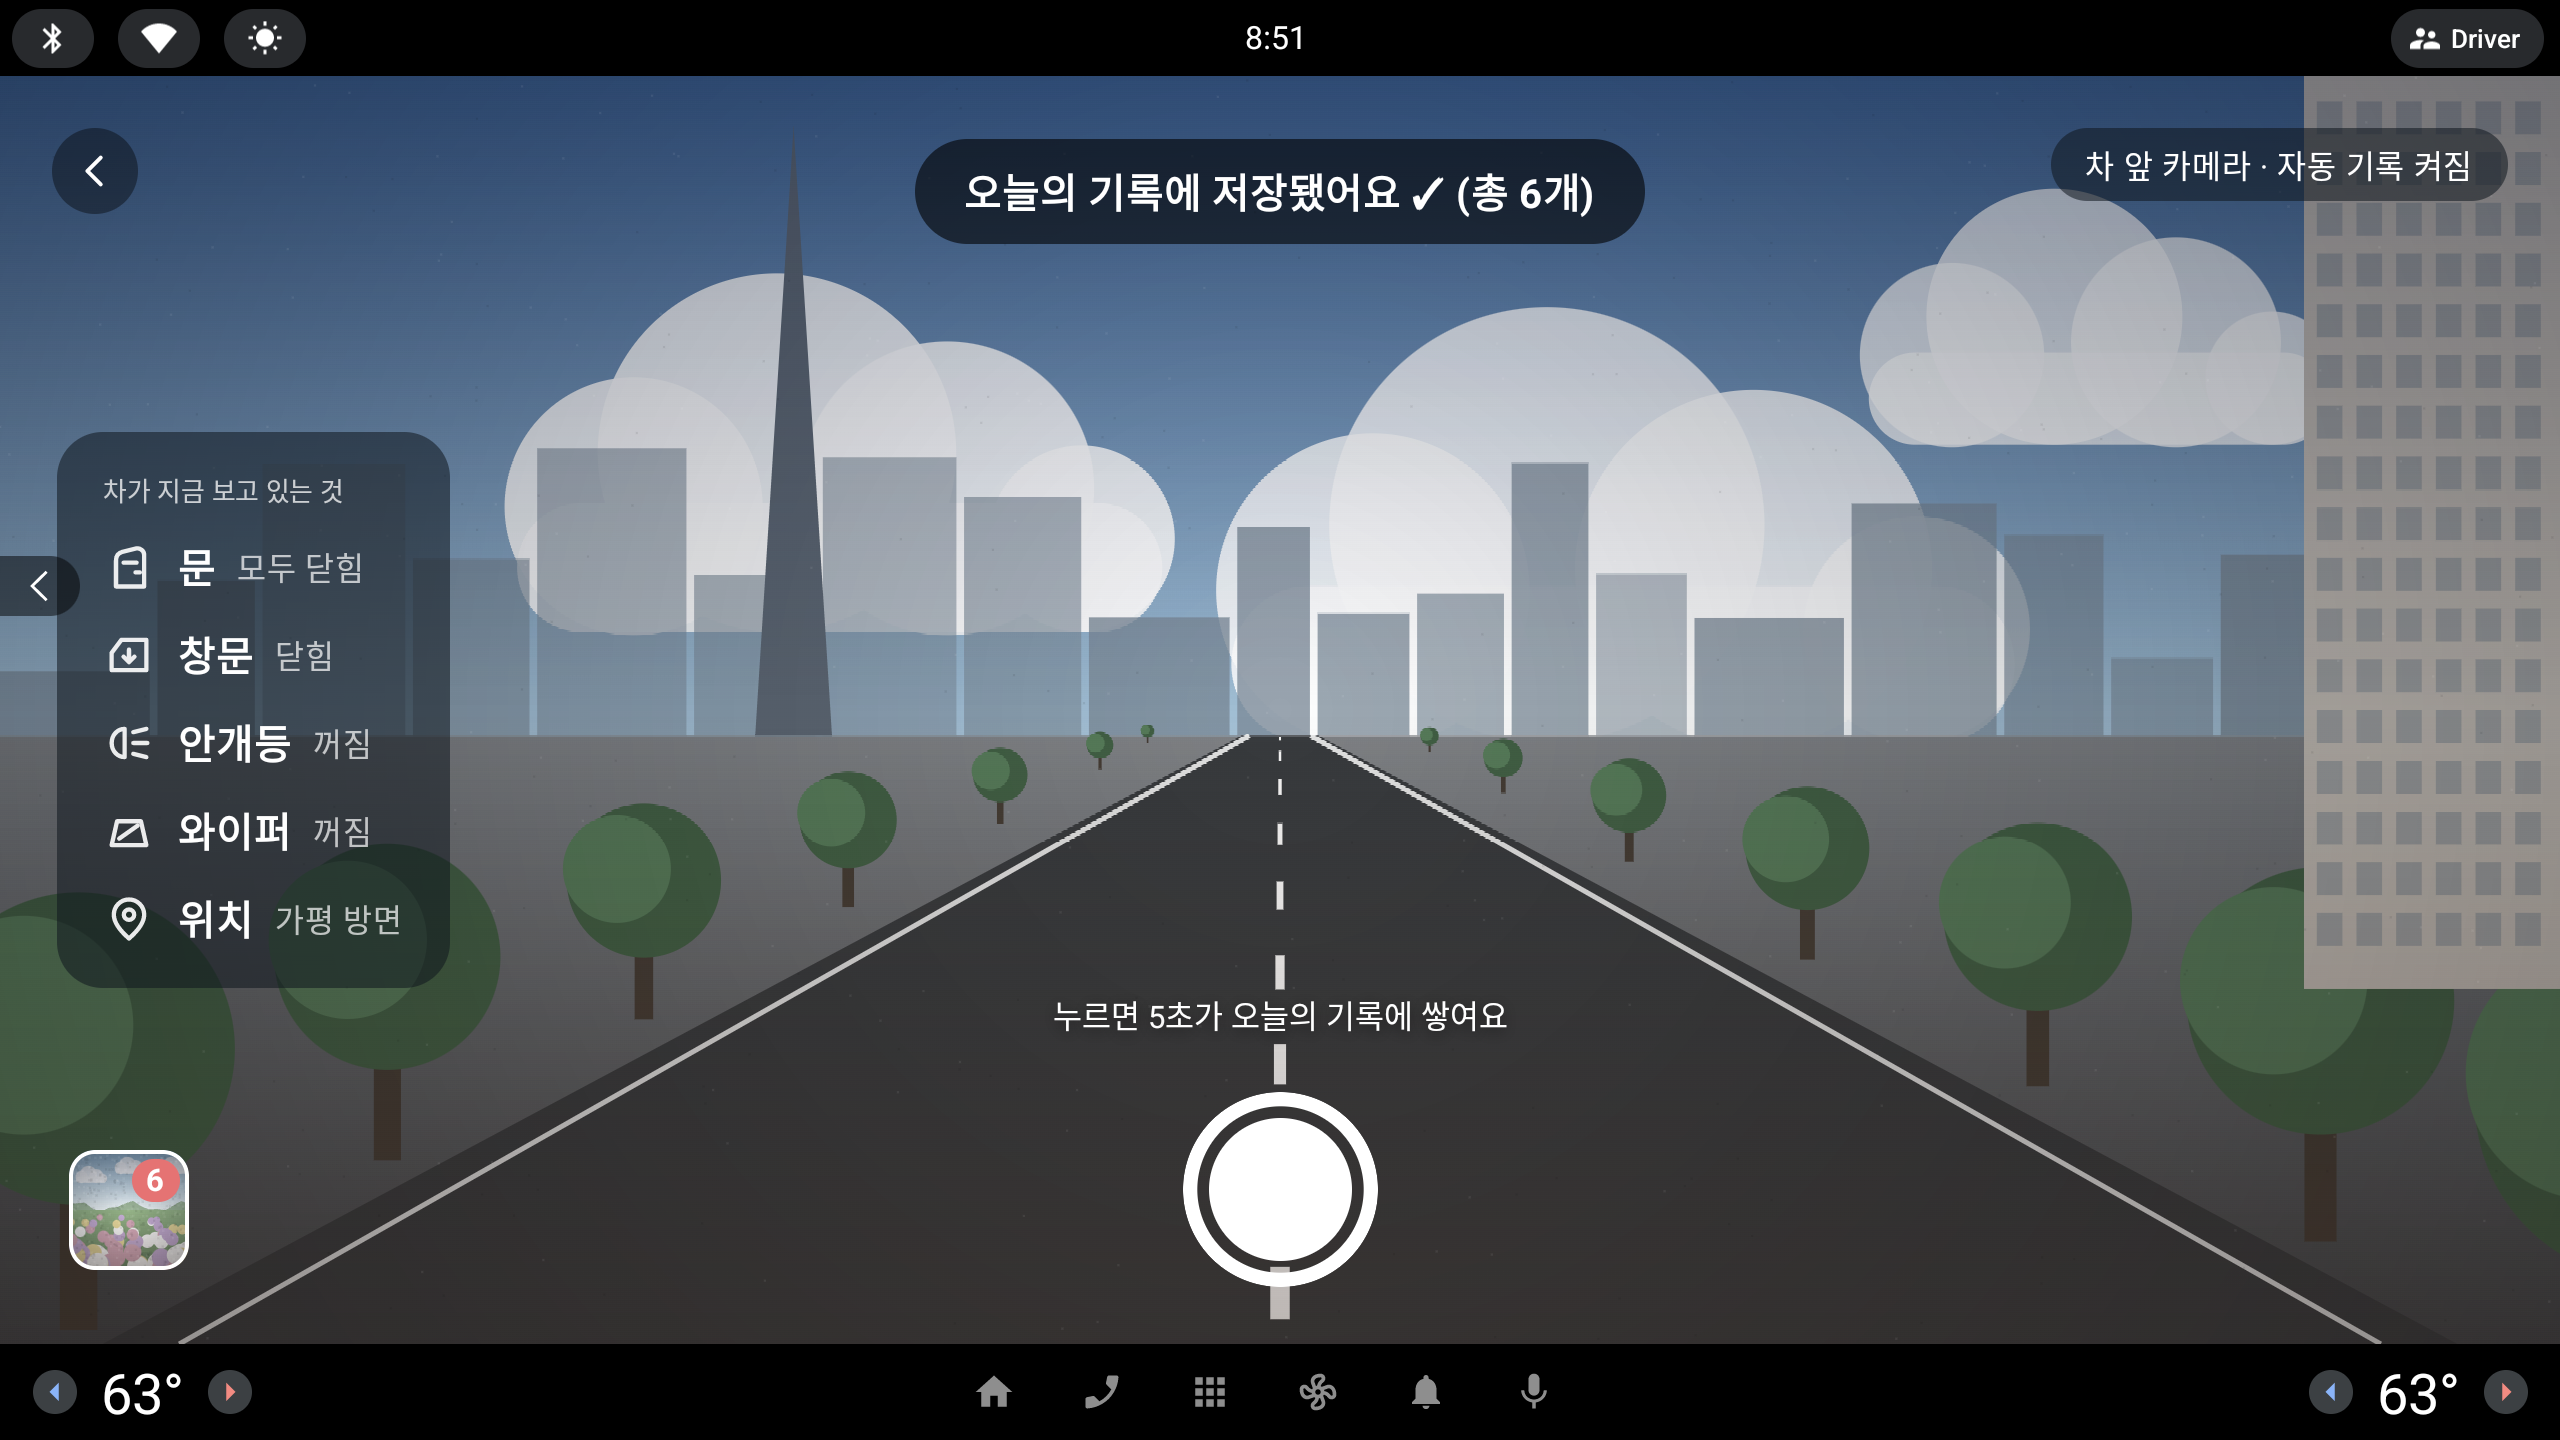 8:51
Driver
오늘의 기록에 저장됐어요 ✓ (총 6개)
차 앞 카메라 · 자동 기록 켜짐
차가 지금 보고 있는 것
문 모두 닫힘
창문 닫힘
안개등 꺼짐
와이퍼 꺼짐
위치 가평 방면
누르면 5초가 오늘의 기록에 쌓여요
6
63°
63°